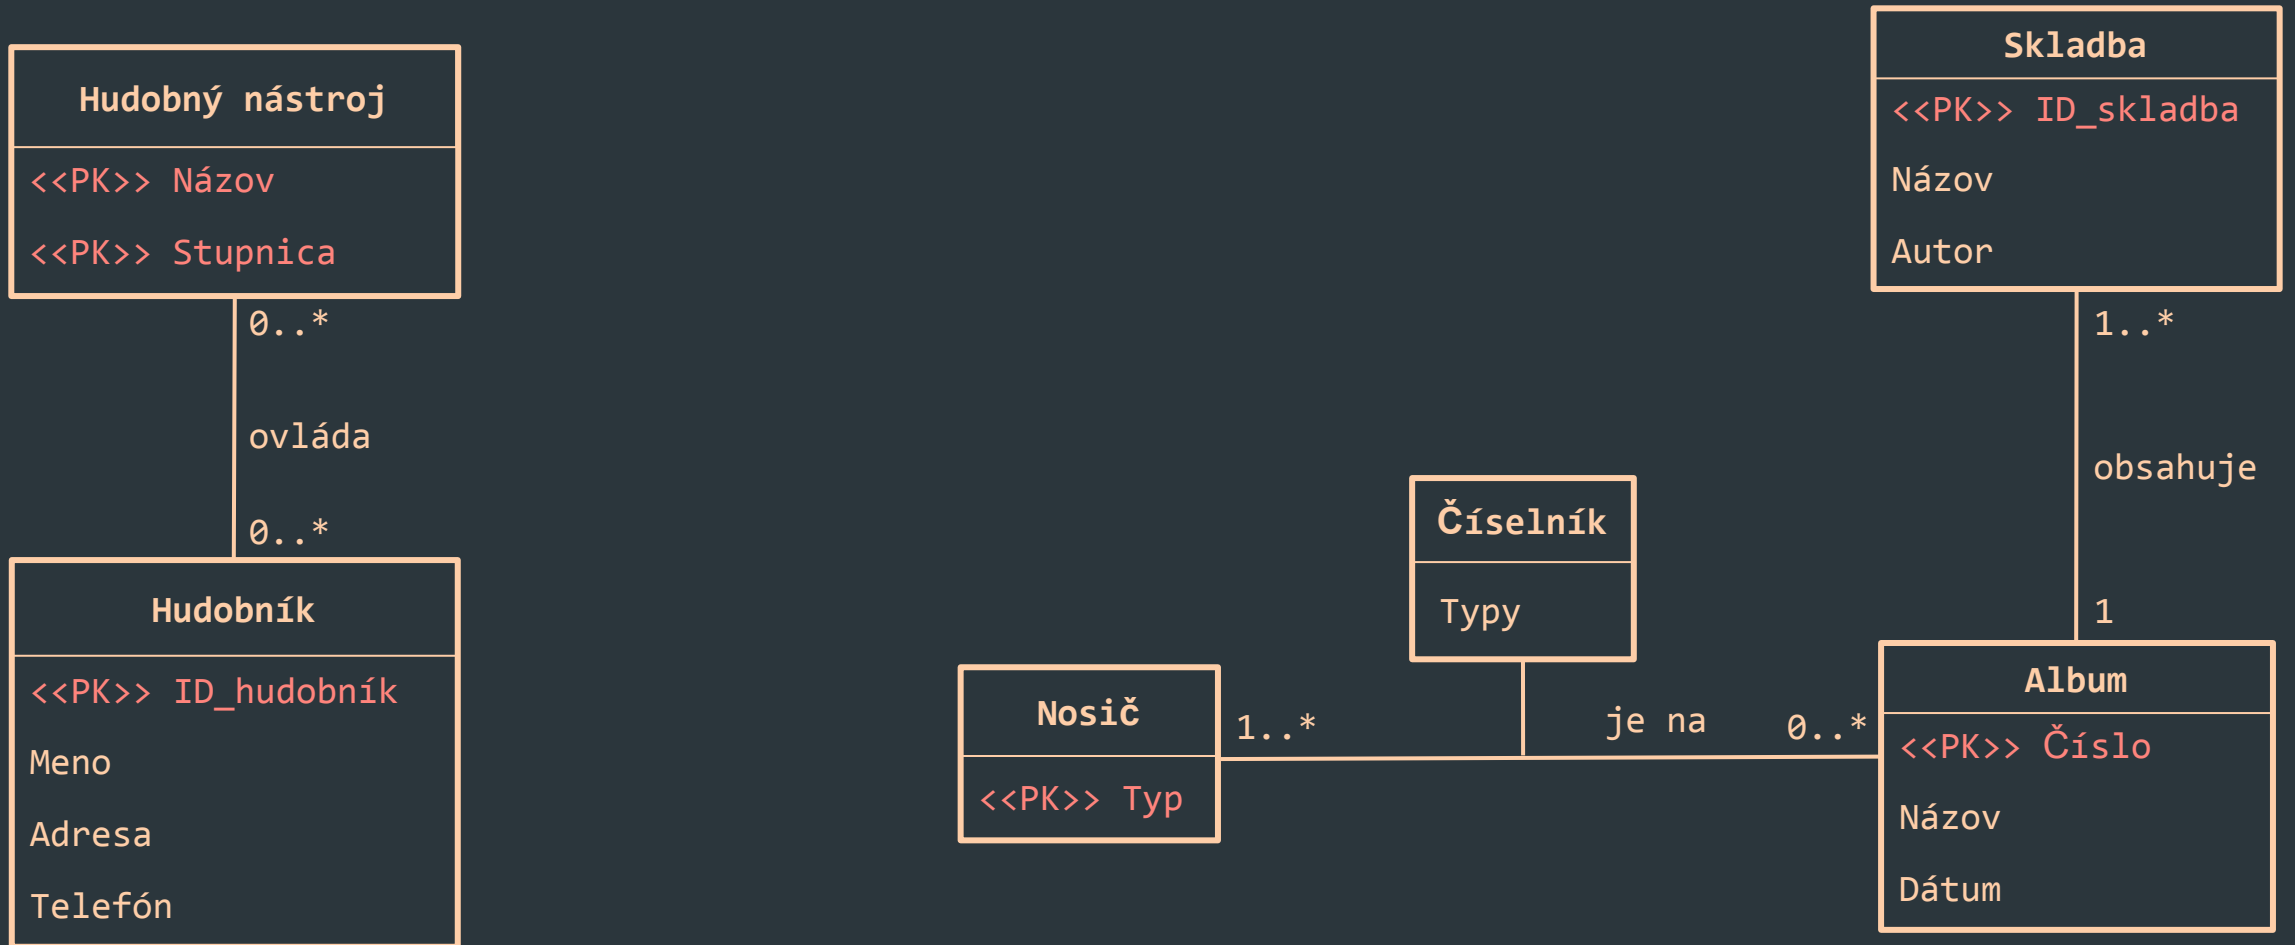 Hudobný nástroj
<<PK>> Názov
<<PK>> Stupnica
0..*
ovláda
0..*
Hudobník
<<PK>> ID_hudobník
Meno
Adresa
Telefón
Nosič
<<PK>> Typ
1..*
Číselník
Typy
je na
0..*
Skladba
<<PK>> ID_skladba
Názov
Autor
1..*
obsahuje
1
Album
<<PK>> Číslo
Názov
Dátum